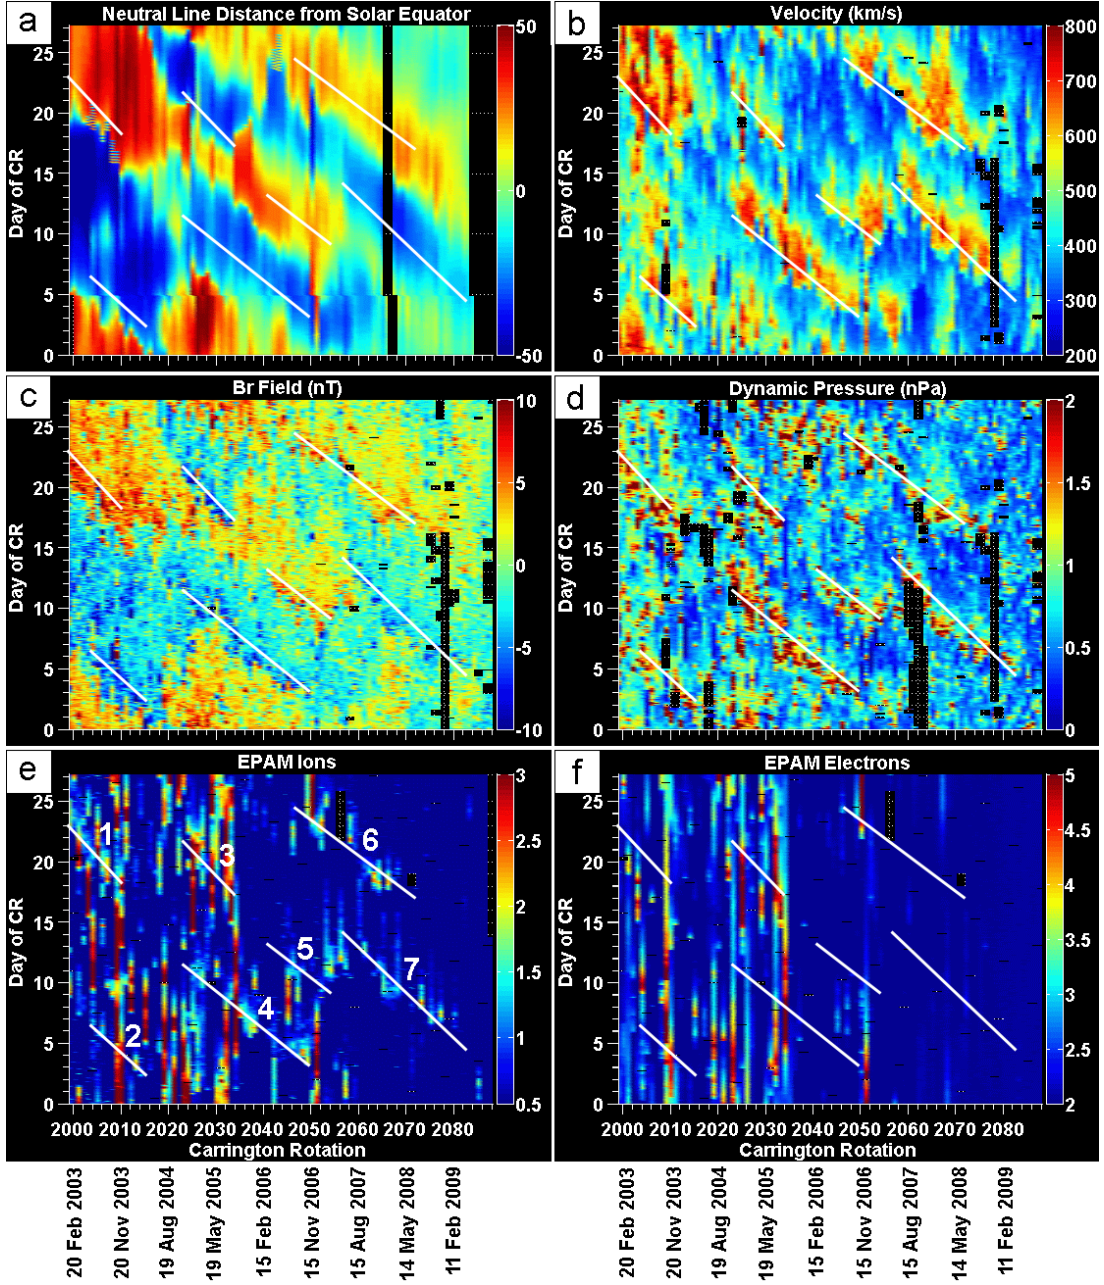 a
Neutral Line Distance from Solar Equator
25
20
15
10
5
0
Day of CR
50
0
-50
b
Velocity (km/s)
25
20
15
10
5
0
Day of CR
800
700
600
500
400
300
200
c
Br Field (nT)
25
20
15
10
5
0
Day of CR
10
5
0
-5
-10
d
Dynamic Pressure (nPa)
25
20
15
10
5
0
Day of CR
2
1.5
1
0.5
0
e
EPAM Ions
25
20
15
10
5
0
Day of CR
1
2
3
4
5
6
7
3
2.5
2
1.5
1
0.5
2000 2010 2020 2030 2040 2050 2060 2070 2080
Carrington Rotation
20 Feb 2003
20 Nov 2003
19 Aug 2004
19 May 2005
15 Feb 2006
15 Nov 2006
15 Aug 2007
14 May 2008
11 Feb 2009
f
EPAM Electrons
25
20
15
10
5
0
Day of CR
5
4.5
4
3.5
3
2.5
2
2000 2010 2020 2030 2040 2050 2060 2070 2080
Carrington Rotation
20 Feb 2003
20 Nov 2003
19 Aug 2004
19 May 2005
15 Feb 2006
15 Nov 2006
15 Aug 2007
14 May 2008
11 Feb 2009